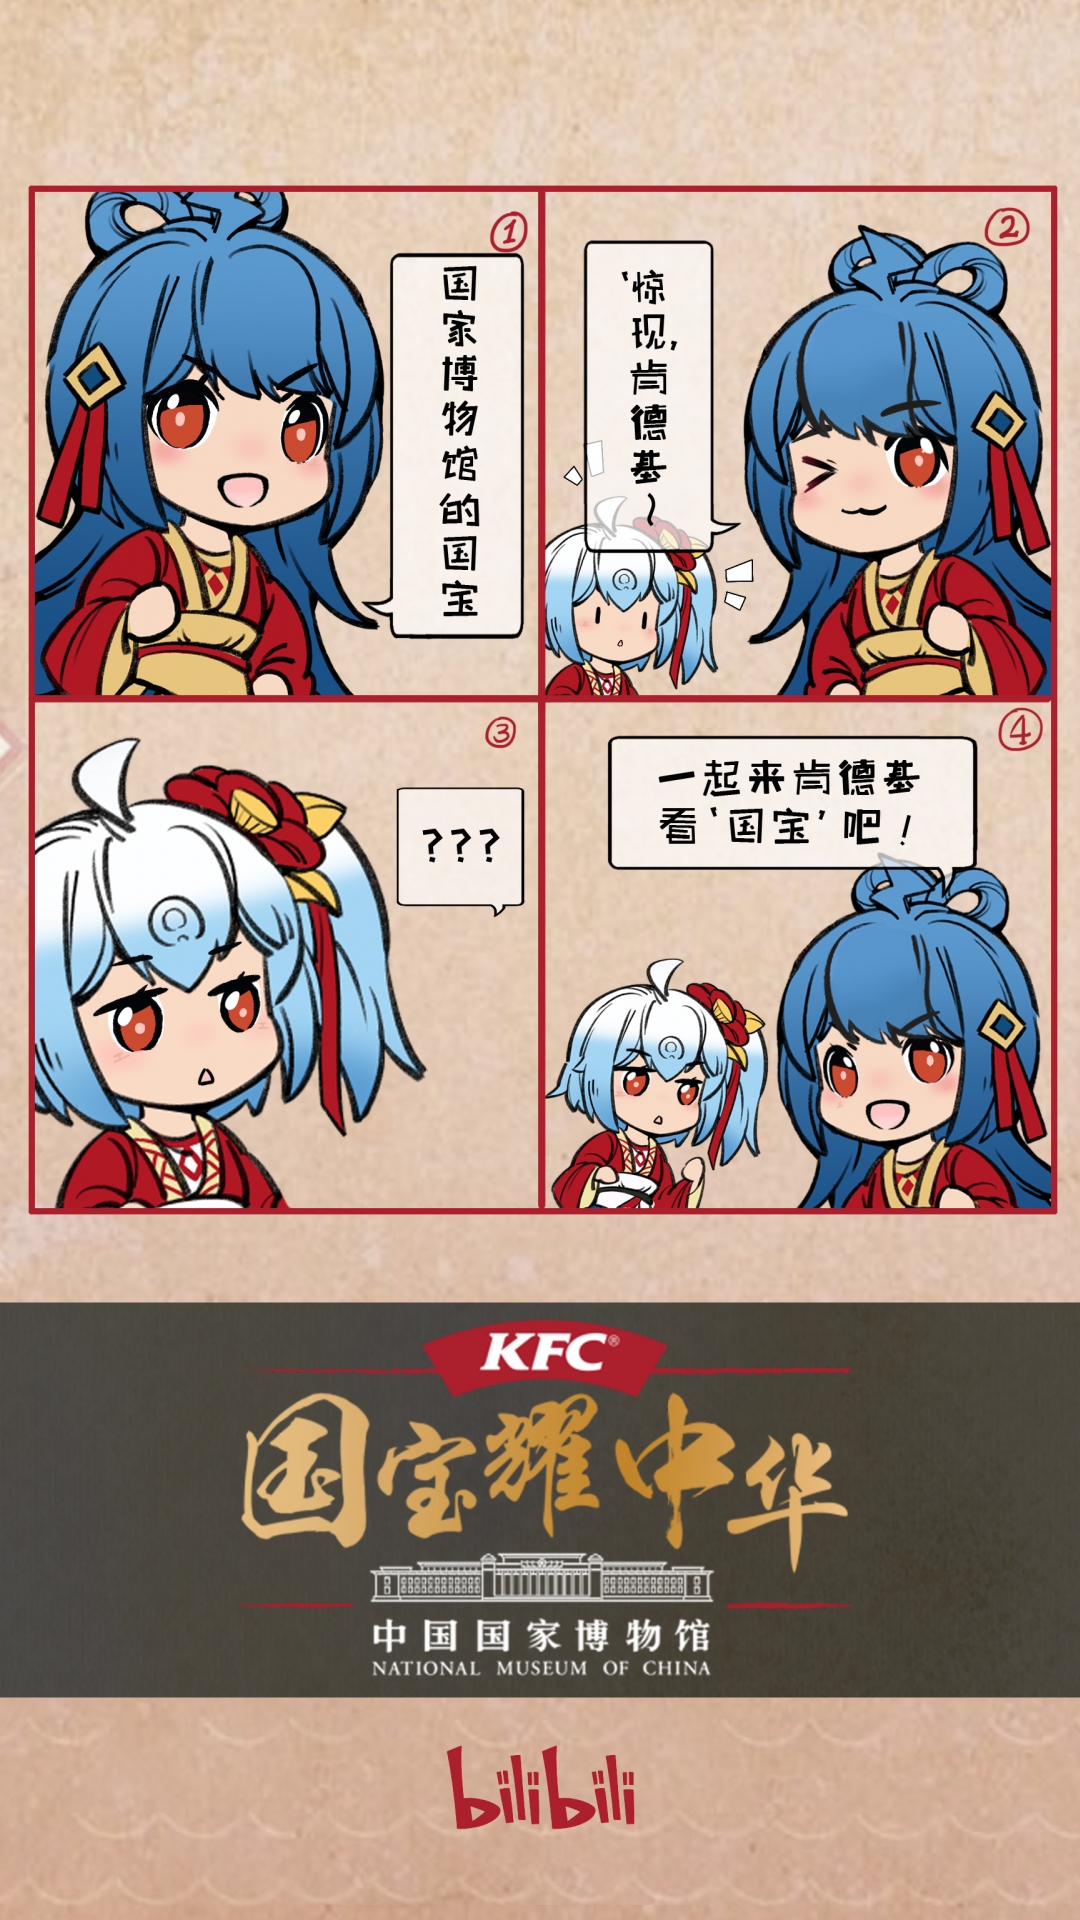 ①
国家博物馆的国宝
②
‘惊现’肯德基~
③
???
④
一起来肯德基
看‘国宝’吧！
KFC®
国宝耀中华
中国国家博物馆
NATIONAL MUSEUM OF CHINA
bilibili